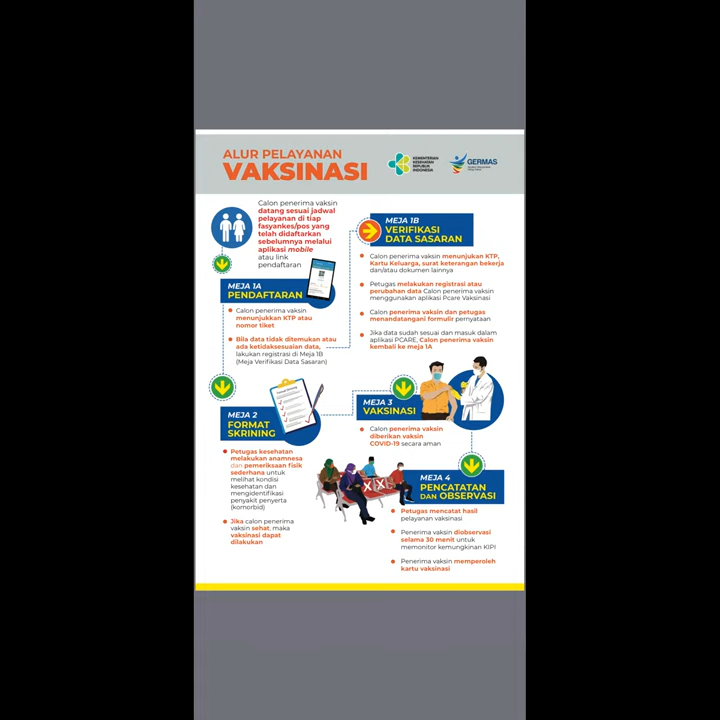 ALUR PELAYANAN
VAKSINASI
KEMENTERIAN
KESEHATAN
REPUBLIK
INDONESIA
GERMAS
Calon penerima vaksin
datang sesuai jadwal
pelayanan di tiap
fasyankes/pos yang
telah didaftarkan
sebelumnya melalui
aplikasi mobile
atau link
pendaftaran
MEJA 1A
PENDAFTARAN
Calon penerima vaksin
menunjukkan KTP atau
nomor tiket
Bila data tidak ditemukan atau
ada ketidaksesuaian data,
lakukan registrasi di Meja 1B
(Meja Verifikasi Data Sasaran)
MEJA 1B
VERIFIKASI
DATA SASARAN
Calon penerima vaksin menunjukan KTP,
Kartu Keluarga, surat keterangan bekerja
dan/atau dokumen lainnya
Petugas melakukan registrasi atau
perubahan data Calon penerima vaksin
menggunakan aplikasi Pcare Vaksinasi
Calon penerima vaksin dan petugas
menandatangani formulir pernyataan
Jika data sudah sesuai dan masuk dalam
aplikasi PCARE, Calon penerima vaksin
kembali ke meja 1A
MEJA 2
FORMAT
SKRINING
Petugas kesehatan
melakukan anamnesa
dan pemeriksaan fisik
sederhana untuk
melihat kondisi
kesehatan dan
mengidentifikasi
penyakit penyerta
(komorbid)
Jika calon penerima
vaksin sehat, maka
vaksinasi dapat
dilakukan
MEJA 3
VAKSINASI
Calon penerima vaksin
diberikan vaksin
COVID-19 secara aman
MEJA 4
PENCATATAN
DAN OBSERVASI
Petugas mencatat hasil
pelayanan vaksinasi
Penerima vaksin diobservasi
selama 30 menit untuk
memonitor kemungkinan KIPI
Penerima vaksin memperoleh
kartu vaksinasi